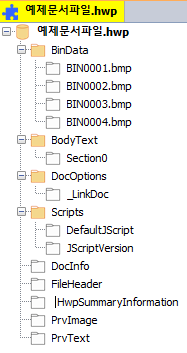 예제문서파일.hwp
예제문서파일.hwp
BinData
BIN0001.bmp
BIN0002.bmp
BIN0003.bmp
BIN0004.bmp
BodyText
Section0
DocOptions
_LinkDoc
Scripts
DefaultJScript
JScriptVersion
DocInfo
FileHeader
|HwpSummaryInformation
PrvImage
PrvText